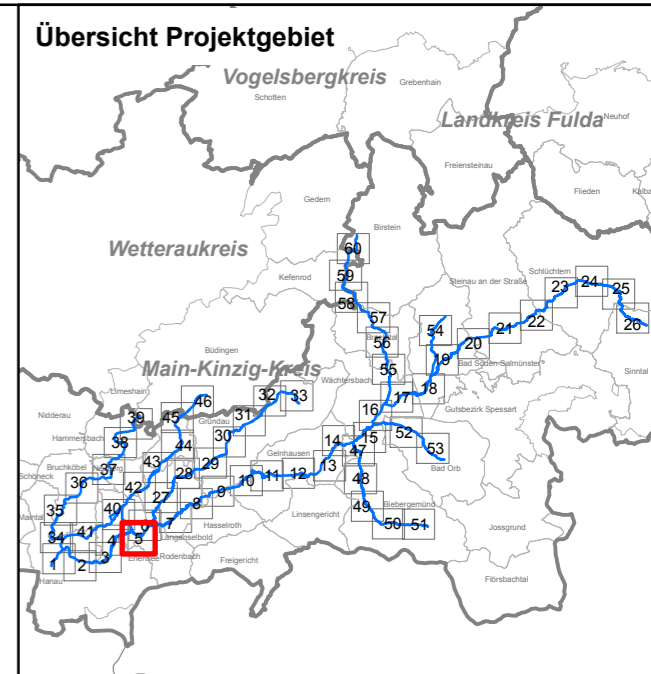 Übersicht Projektgebiet
Vogelsbergkreis
Grebenhain
Schotten
Landkreis Fulda
Neuhof
Freiensteinau
Flieden
Gedern
Birstein
Wetteraukreis
60
Kefenrod
59
Steinau an der Straße
Schlüchtern
23
24
25
58
57
54
22
26
21
56
20
Büdingen
19
Bad Soden-Salmünster
Sinntal
Main-Kinzig-Kreis
55
Limeshain
Wächtersbach
46
32
33
18
17
Gutsbezirk Spessart
Nidderau
39
45
31
16
Gründau
Hammersbach
38
30
52
14
15
44
Gelnhausen
47
53
Bruchköbel
37
43
29
13
Bad Orb
Schöneck
36
28
12
11
10
48
42
9
Linsengericht
35
27
8
49
Biebergemünd
Maintal
40
Hasselroth
50
51
41
7
Jossgrund
34
5
Langenselbold
4
Rodenbach
Freigericht
3
2
1
Hanau
Flörsbachtal